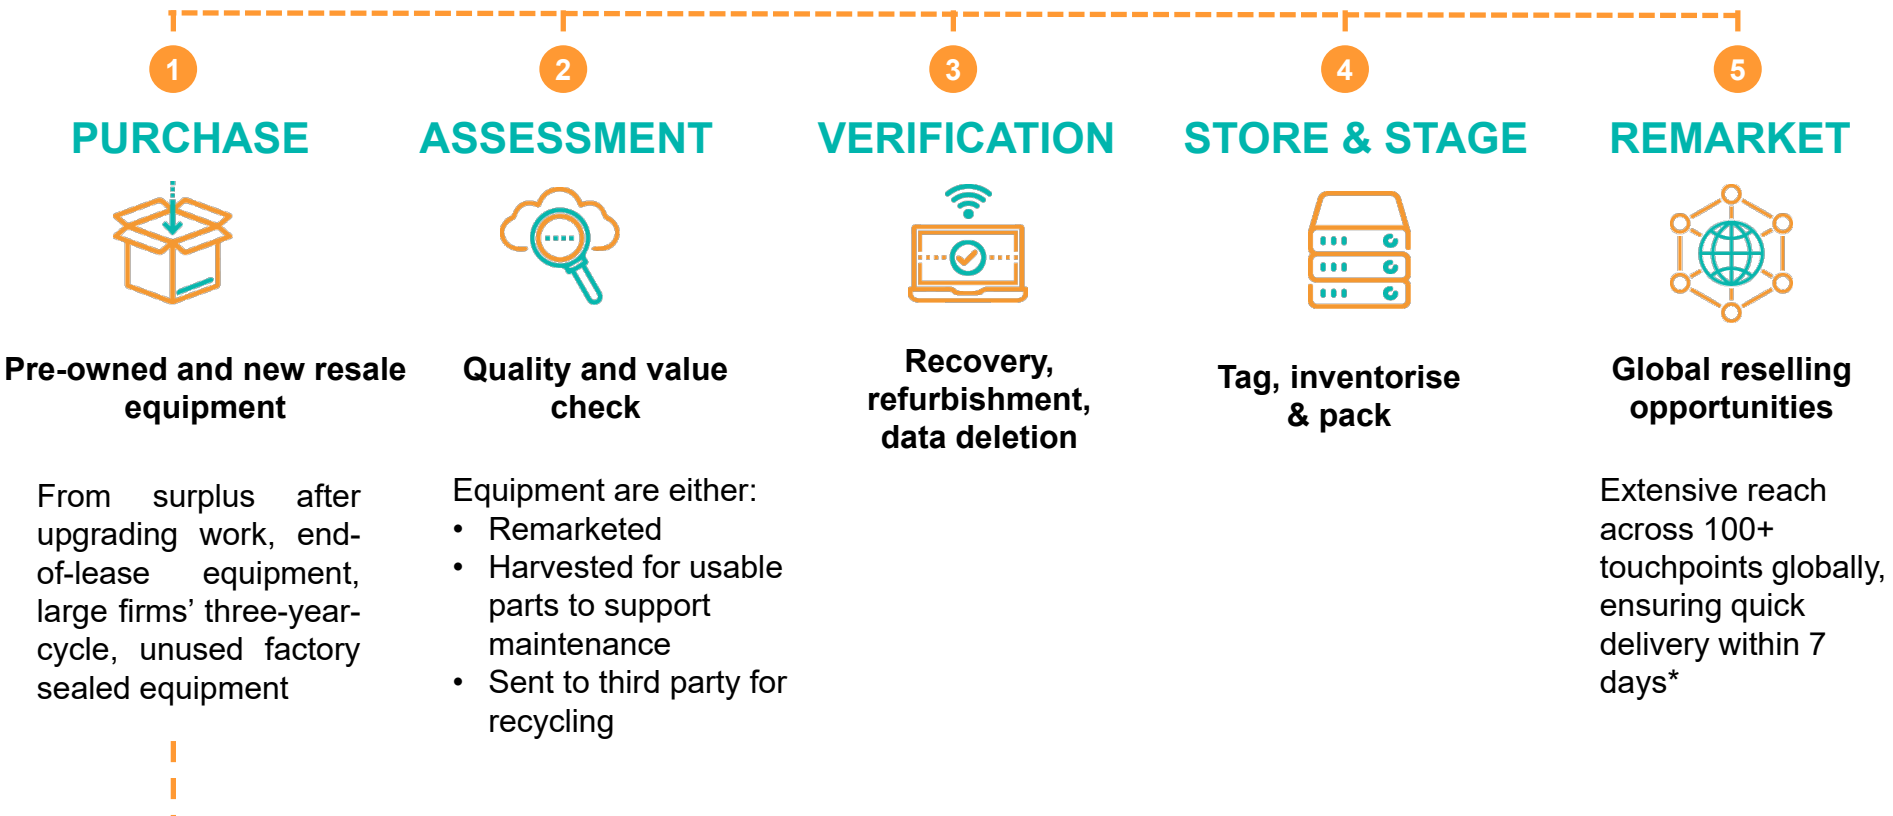 1
PURCHASE
Pre-owned and new resale
equipment
From surplus after
upgrading work, end-
of-lease equipment,
large firms’ three-year-
cycle, unused factory
sealed equipment
2
ASSESSMENT
Quality and value
check
Equipment are either:
• Remarketed
• Harvested for usable
parts to support
maintenance
• Sent to third party for
recycling
3
VERIFICATION
Recovery,
refurbishment,
data deletion
4
STORE & STAGE
Tag, inventorise
& pack
5
REMARKET
Global reselling
opportunities
Extensive reach
across 100+
touchpoints globally,
ensuring quick
delivery within 7
days*